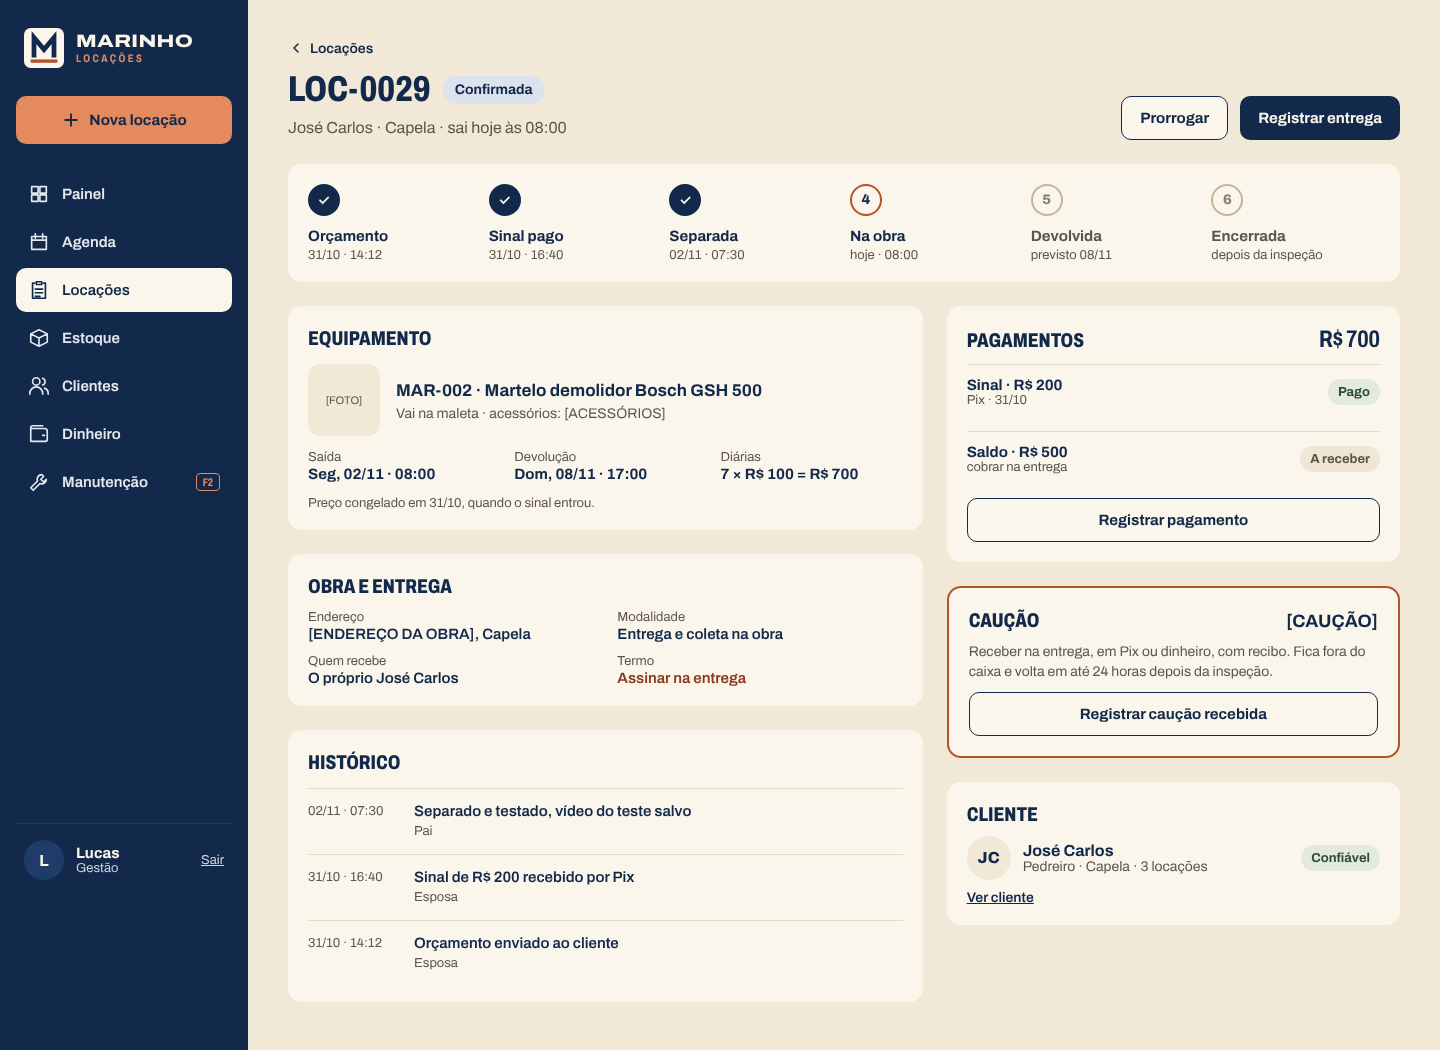 MARINHO
LOCAÇÕES
Nova locação
Painel
Agenda
Locações
Estoque
Clientes
Dinheiro
Manutenção F2
L
Lucas
Gestão
Sair
Locações
LOC-0029 Confirmada
José Carlos · Capela · sai hoje às 08:00
Prorrogar
Registrar entrega
Orçamento
31/10 · 14:12
Sinal pago
31/10 · 16:40
Separada
02/11 · 07:30
4
Na obra
hoje · 08:00
5
Devolvida
previsto 08/11
6
Encerrada
depois da inspeção
EQUIPAMENTO
[FOTO]
MAR-002 · Martelo demolidor Bosch GSH 500
Vai na maleta · acessórios: [ACESSÓRIOS]
Saída
Seg, 02/11 · 08:00
Devolução
Dom, 08/11 · 17:00
Diárias
7 × R$ 100 = R$ 700
Preço congelado em 31/10, quando o sinal entrou.
OBRA E ENTREGA
Endereço
[ENDEREÇO DA OBRA], Capela
Modalidade
Entrega e coleta na obra
Quem recebe
O próprio José Carlos
Termo
Assinar na entrega
HISTÓRICO
02/11 · 07:30
Separado e testado, vídeo do teste salvo
Pai
31/10 · 16:40
Sinal de R$ 200 recebido por Pix
Esposa
31/10 · 14:12
Orçamento enviado ao cliente
Esposa
PAGAMENTOS R$ 700
Sinal · R$ 200
Pix · 31/10
Pago
Saldo · R$ 500
cobrar na entrega
A receber
Registrar pagamento
CAUÇÃO [CAUÇÃO]
Receber na entrega, em Pix ou dinheiro, com recibo. Fica fora do
caixa e volta em até 24 horas depois da inspeção.
Registrar caução recebida
CLIENTE
JC
José Carlos
Pedreiro · Capela · 3 locações
Confiável
Ver cliente